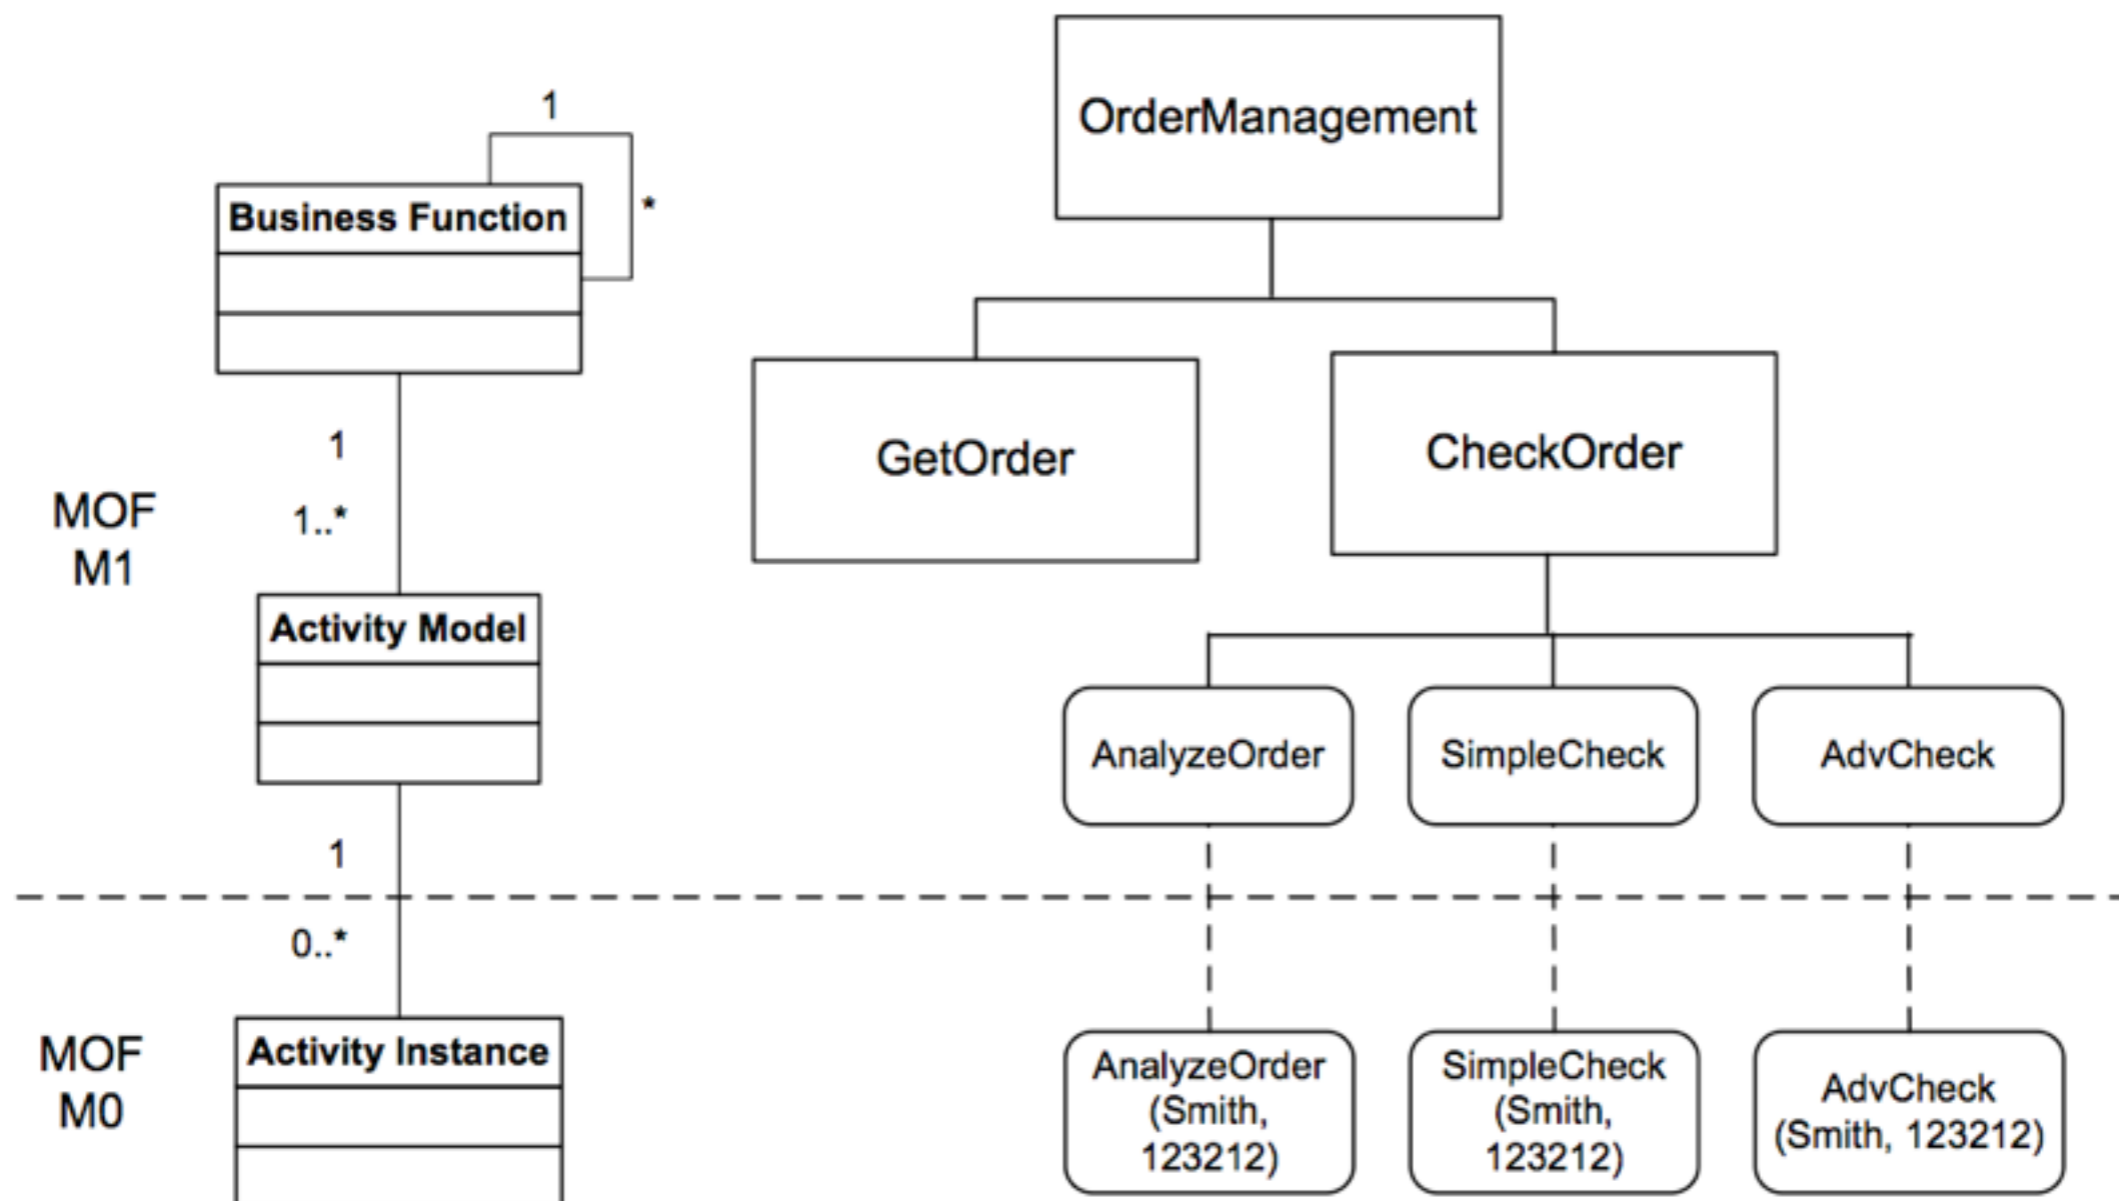 1
*
Business Function
1
1..*
MOF
M1
Activity Model
1
0..*
MOF
M0
Activity Instance
OrderManagement
GetOrder
CheckOrder
AnalyzeOrder
SimpleCheck
AdvCheck
AnalyzeOrder
(Smith,
123212)
SimpleCheck
(Smith,
123212)
AdvCheck
(Smith, 123212)